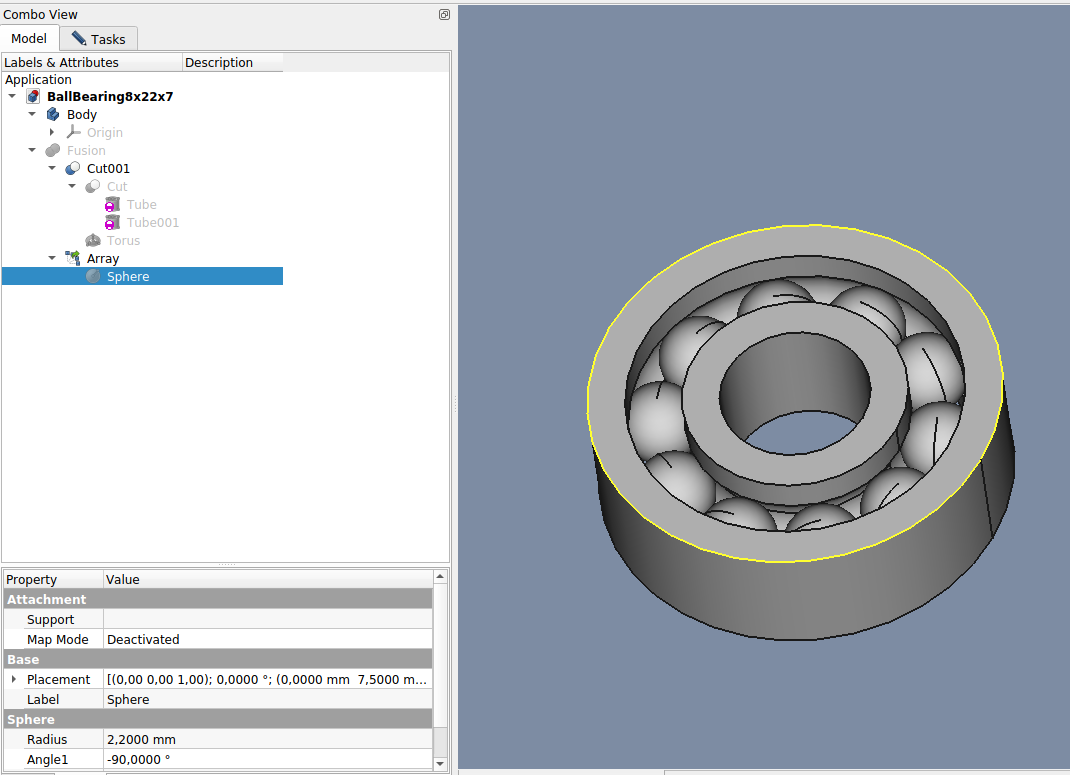 Combo View
Model Tasks
Labels & Attributes Description
Application
BallBearing8x22x7
Body
Origin
Fusion
Cut001
Cut
Tube
Tube001
Torus
Array
Sphere
Property Value
Attachment
Support
Map Mode Deactivated
Base
Placement [(0,00 0,00 1,00); 0,0000 °; (0,0000 mm 7,5000 m...
Label Sphere
Sphere
Radius 2,2000 mm
Angle1 -90,0000 °